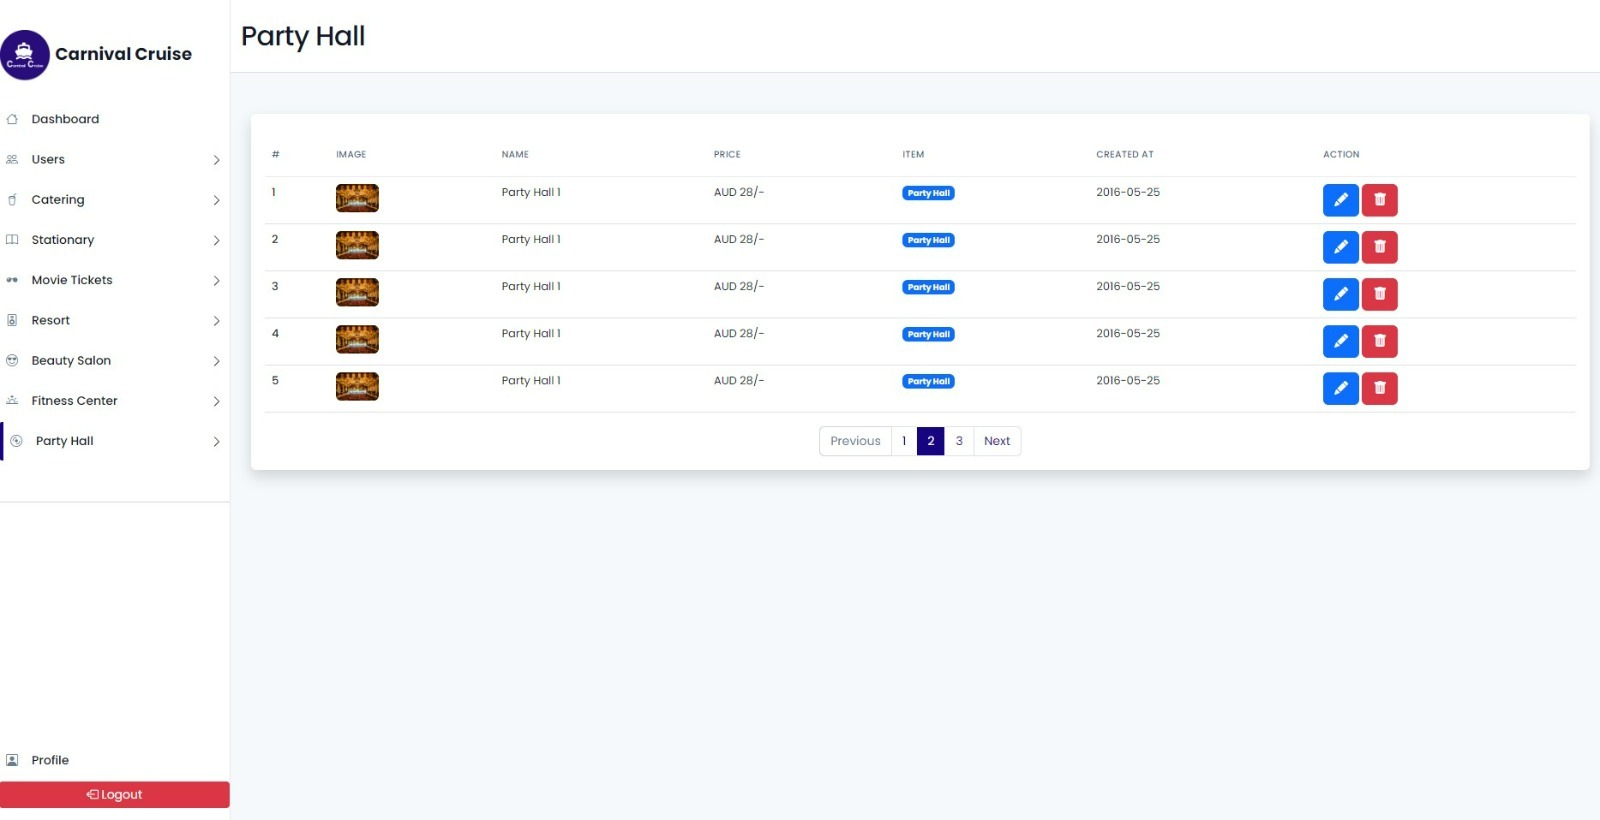 Party Hall
Carnival Cruise
Carnival Cruise
Dashboard
Users
Catering
Stationary
Movie Tickets
Resort
Beauty Salon
Fitness Center
Party Hall
Profile
Logout
# IMAGE NAME PRICE ITEM CREATED AT ACTION
1 Party Hall 1 AUD 28/- Party Hall 2016-05-25
2 Party Hall 1 AUD 28/- Party Hall 2016-05-25
3 Party Hall 1 AUD 28/- Party Hall 2016-05-25
4 Party Hall 1 AUD 28/- Party Hall 2016-05-25
5 Party Hall 1 AUD 28/- Party Hall 2016-05-25
Previous 1 2 3 Next